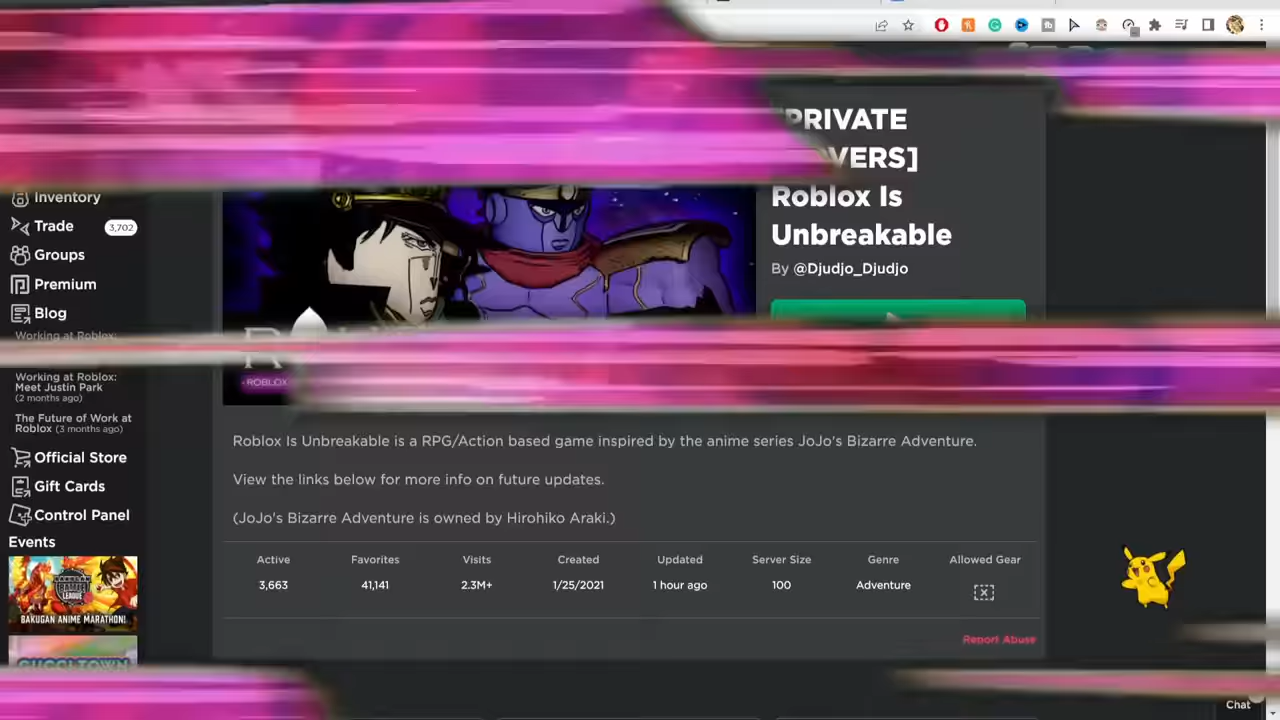 Inventory
Trade
3,702
Groups
Premium
Blog
Working at Roblox:
Working at Roblox:
Meet Justin Park
(2 months ago)
The Future of Work at
Roblox (3 months ago)
Official Store
Gift Cards
Control Panel
Events
BAKUGAN ANIME MARATHON!
PRIVATE
VERS]
Roblox Is
Unbreakable
By @Djudjo_Djudjo
ROBLOX
Roblox Is Unbreakable is a RPG/Action based game inspired by the anime series JoJo's Bizarre Adventure.
View the links below for more info on future updates.
(JoJo's Bizarre Adventure is owned by Hirohiko Araki.)
Active Favorites Visits Created Updated Server Size Genre Allowed Gear
3,663 41,141 2.3M+ 1/25/2021 1 hour ago 100 Adventure
Report Abuse
Chat